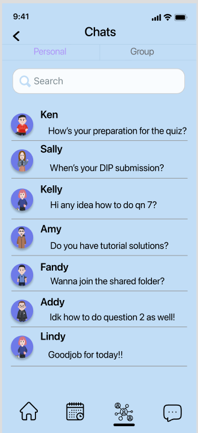 9:41
Chats
Personal Group
Search
Ken
How's your preparation for the quiz?
Sally
When's your DIP submission?
Kelly
Hi any idea how to do qn 7?
Amy
Do you have tutorial solutions?
Fandy
Wanna join the shared folder?
Addy
Idk how to do question 2 as well!
Lindy
Goodjob for today!!